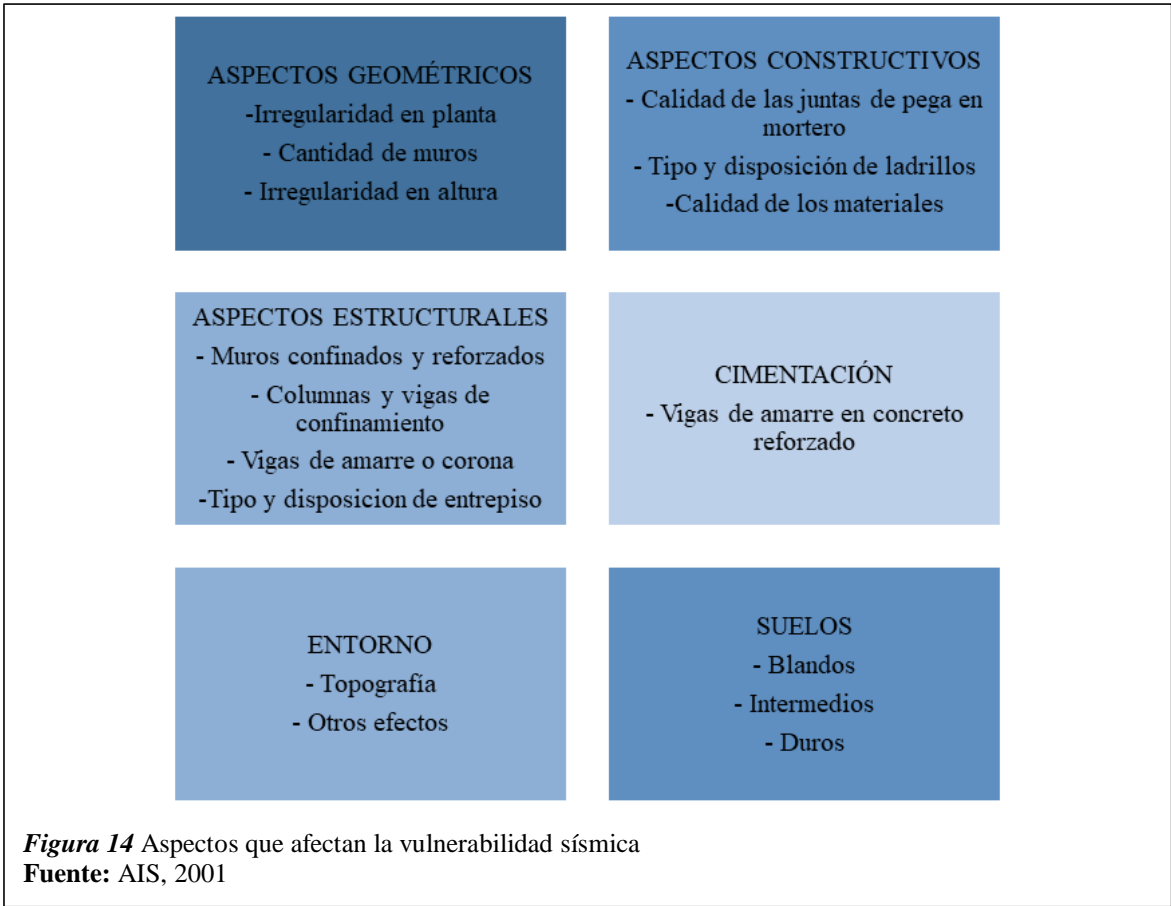 ASPECTOS GEOMÉTRICOS
-Irregularidad en planta
- Cantidad de muros
- Irregularidad en altura
ASPECTOS CONSTRUCTIVOS
- Calidad de las juntas de pega en
mortero
- Tipo y disposición de ladrillos
-Calidad de los materiales
ASPECTOS ESTRUCTURALES
- Muros confinados y reforzados
- Columnas y vigas de
confinamiento
- Vigas de amarre o corona
-Tipo y disposicion de entrepiso
CIMENTACIÓN
- Vigas de amarre en concreto
reforzado
ENTORNO
- Topografía
- Otros efectos
SUELOS
- Blandos
- Intermedios
- Duros
Figura 14 Aspectos que afectan la vulnerabilidad sísmica
Fuente: AIS, 2001